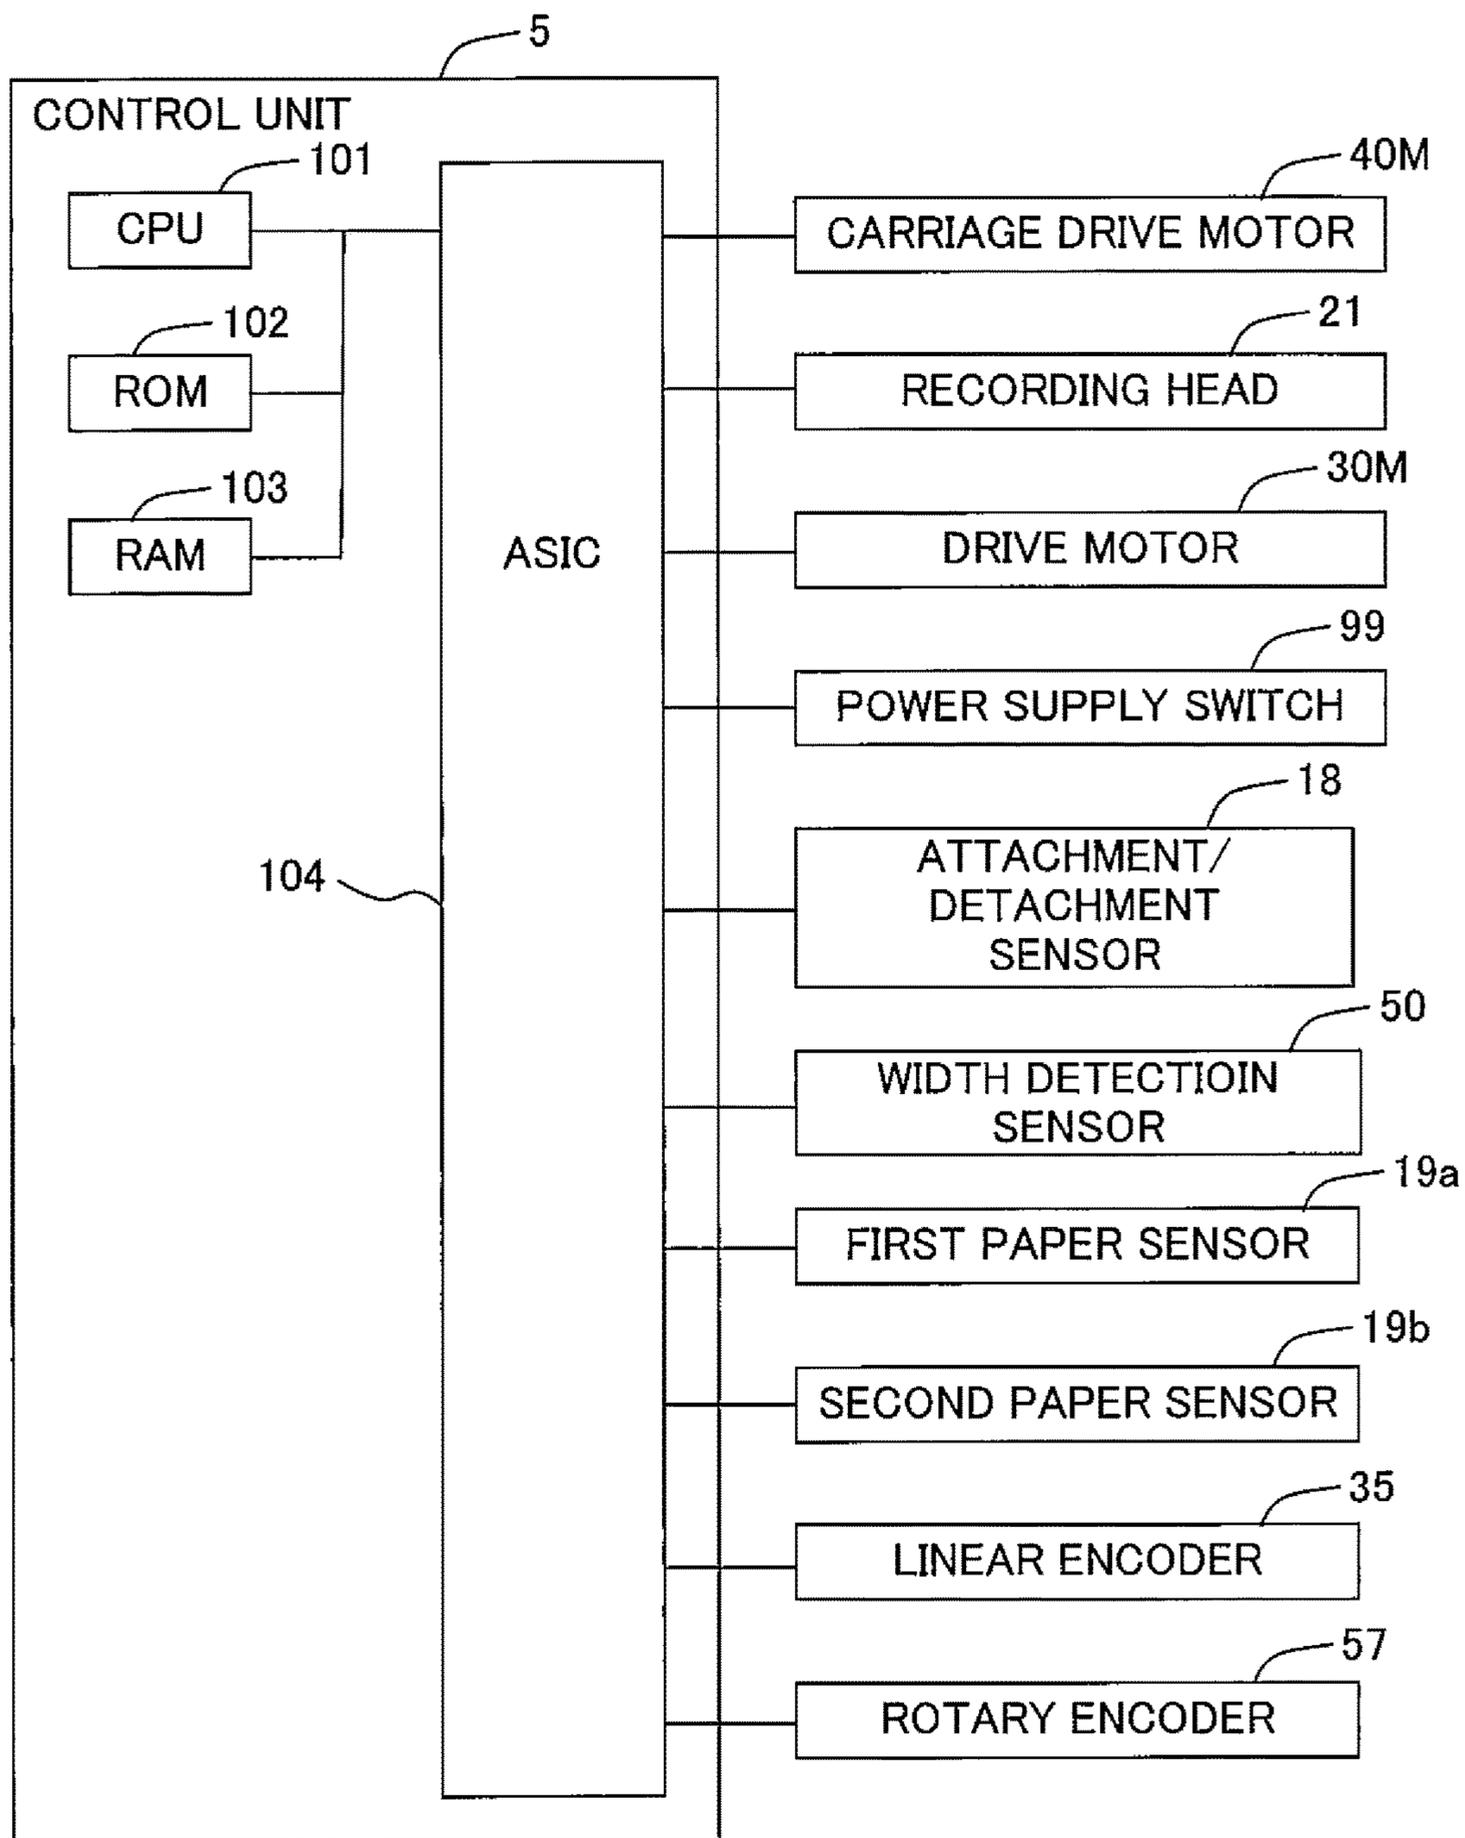 5
CONTROL UNIT
101
CPU
102
ROM
103
RAM
ASIC
104
40M
CARRIAGE DRIVE MOTOR
21
RECORDING HEAD
30M
DRIVE MOTOR
99
POWER SUPPLY SWITCH
18
ATTACHMENT/
DETACHMENT
SENSOR
50
WIDTH DETECTIOIN
SENSOR
19a
FIRST PAPER SENSOR
19b
SECOND PAPER SENSOR
35
LINEAR ENCODER
57
ROTARY ENCODER